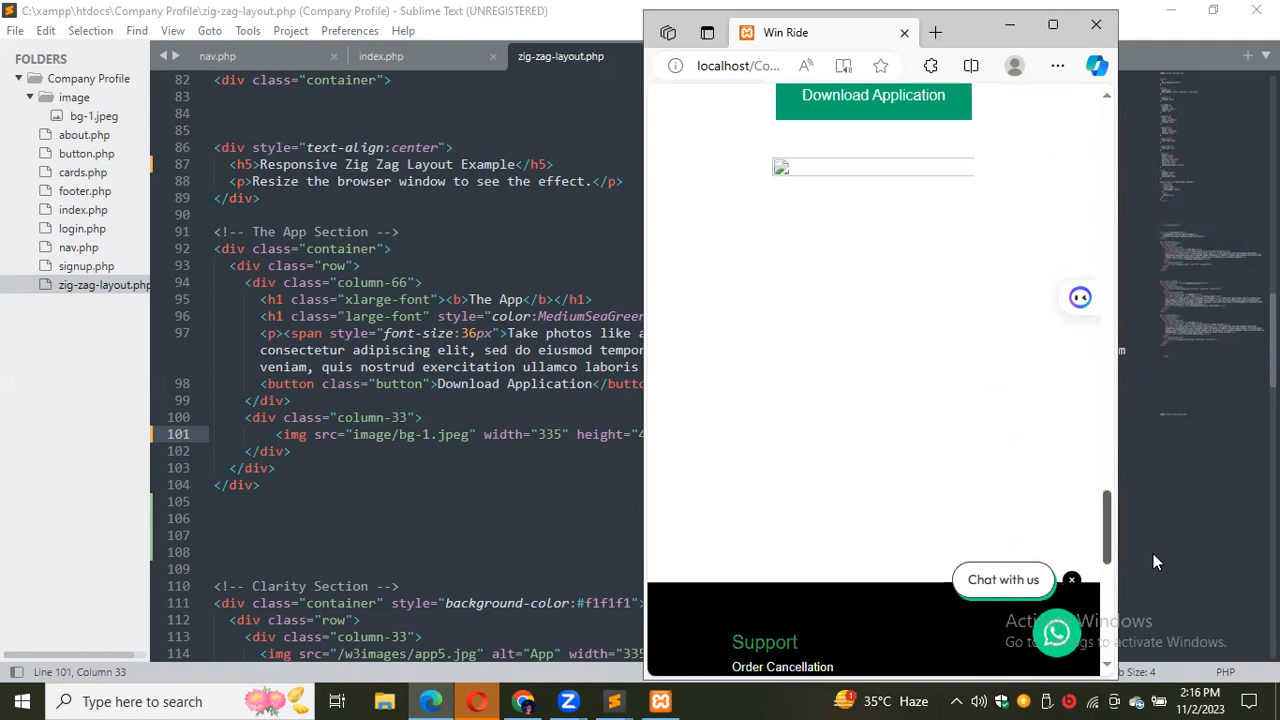 C:\xampp\htdocs\Company Profile\zig-zag-layout.php (Company Profile) - Sublime Text (UNREGISTERED)
File Edit Selection Find View Goto Tools Project Preferences Help
FOLDERS
Company Profile
image
bg-1.jpeg
about.php
button.php
cards.php
footer.php
index.php
login.php
nav.php
signup.php
zig-zag-layout.php
nav.php
index.php
zig-zag-layout.php
82 <div class="container">
83
84
85
86 <div style="text-align:center">
87 <h5>Responsive Zig Zag Layout Example</h5>
88 <p>Resize the browser window to see the effect.</p>
89 </div>
90
91 <!-- The App Section -->
92 <div class="container">
93 <div class="row">
94 <div class="column-66">
95 <h1 class="xlarge-font"><b>The App</b></h1>
96 <h1 class="large-font" style="color:MediumSeaGree
97 <p><span style="font-size:36px">Take photos like a
consectetur adipiscing elit, sed do eiusmod tempor
veniam, quis nostrud exercitation ullamco laboris
98 <button class="button">Download Application</butt
99 </div>
100 <div class="column-33">
101 <img src="image/bg-1.jpeg" width="335" height="4
102 </div>
103 </div>
104 </div>
105
106
107
108
109
110 <!-- Clarity Section -->
111 <div class="container" style="background-color:#f1f1f1">
112 <div class="row">
113 <div class="column-33">
114 <img src="/w3images/app5.jpg" alt="App" width="335
Win Ride
localhost/Co...
Download Application
m
Chat with us
Support
Order Cancellation
Activate Windows
Go to Settings to activate Windows.
Line 101, Column 33
Tab Size: 4
PHP
Type here to search
35°C Haze
2:16 PM
11/2/2023